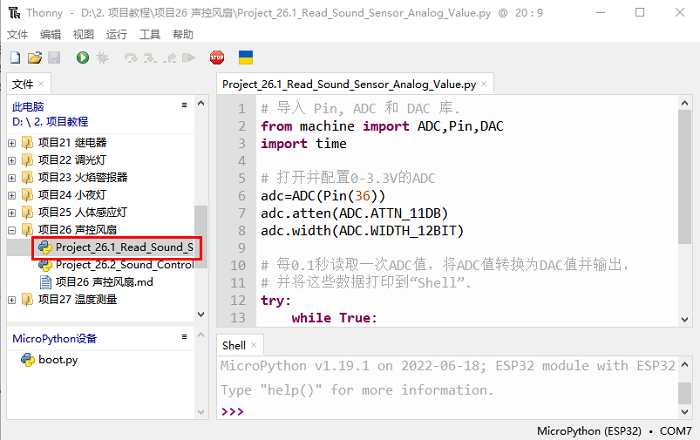 Thonny - D:\2. 项目教程\项目26 声控风扇\Project_26.1_Read_Sound_Sensor_Analog_Value.py @ 20 : 9
文件 编辑 视图 运行 工具 帮助
STOP
文件
此电脑
D: \ 2. 项目教程
项目21 继电器
项目22 调光灯
项目23 火焰警报器
项目24 小夜灯
项目25 人体感应灯
项目26 声控风扇
Project_26.1_Read_Sound_S
Project_26.2_Sound_Control
项目26 声控风扇.md
项目27 温度测量
MicroPython设备
boot.py
Project_26.1_Read_Sound_Sensor_Analog_Value.py
1 # 导入 Pin, ADC 和 DAC 库.
2 from machine import ADC,Pin,DAC
3 import time
4
5 # 打开并配置0-3.3V的ADC
6 adc=ADC(Pin(36))
7 adc.atten(ADC.ATTN_11DB)
8 adc.width(ADC.WIDTH_12BIT)
9
10 # 每0.1秒读取一次ADC值，将ADC值转换为DAC值并输出，
11 # 并将这些数据打印到“Shell”.
12 try:
13 while True:
Shell
MicroPython v1.19.1 on 2022-06-18; ESP32 module with ESP32
Type "help()" for more information.
>>>
MicroPython (ESP32) • COM7